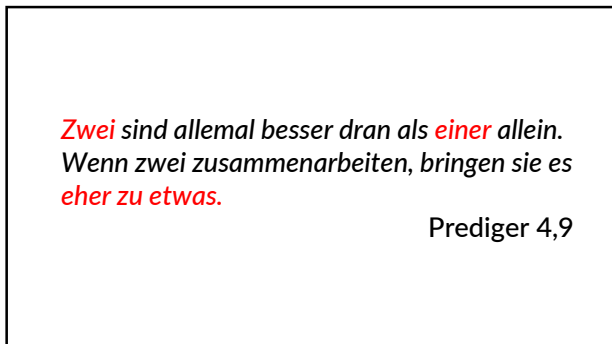 Zwei sind allemal besser dran als einer allein.
Wenn zwei zusammenarbeiten, bringen sie es
eher zu etwas.
Prediger 4,9